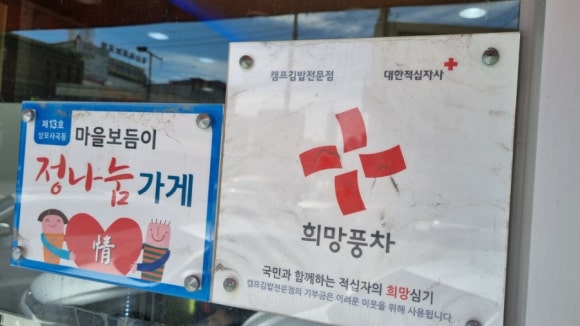 제13호
상모사곡동
마을보듬이
정나눔 가게
情
캠프김밥전문점
대한적십자사
희망풍차
국민과 함께하는 적십자의 희망심기
캠프김밥전문점의 기부금은 어려운 이웃을 위해 사용됩니다